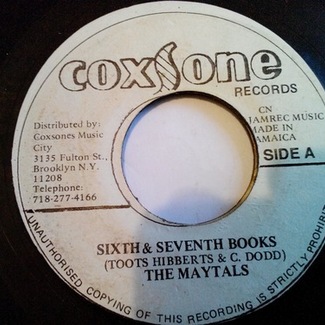 coxsone
RECORDS
Distributed by:
Coxsones Music
City
3135 Fulton St.,
Brooklyn N.Y.
11208
Telephone:
718-277-4166
CN
JAMREC MUSIC
MADE IN
JAMAICA
SIDE A
SIXTH & SEVENTH BOOKS
(TOOTS HIBBERTS & C. DODD)
THE MAYTALS
UNAUTHORISED COPYING OF THIS RECORDING IS STRICTLY PROHIBIT